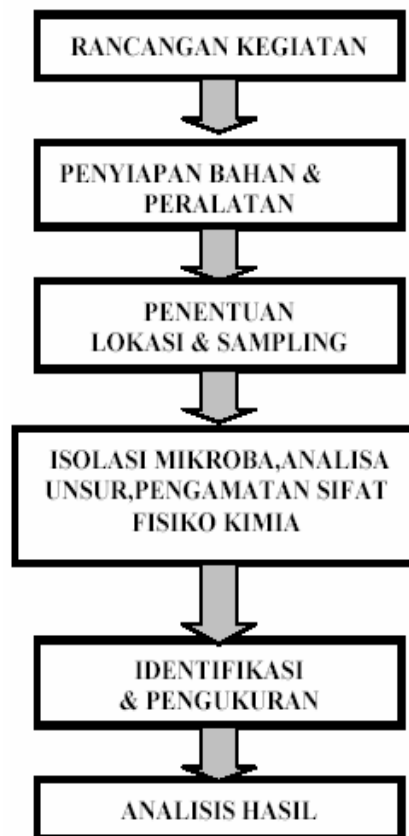 RANCANGAN KEGIATAN
PENYIAPAN BAHAN &
PERALATAN
PENENTUAN
LOKASI & SAMPLING
ISOLASI MIKROBA,ANALISA
UNSUR,PENGAMATAN SIFAT
FISIKO KIMIA
IDENTIFIKASI
& PENGUKURAN
ANALISIS HASIL